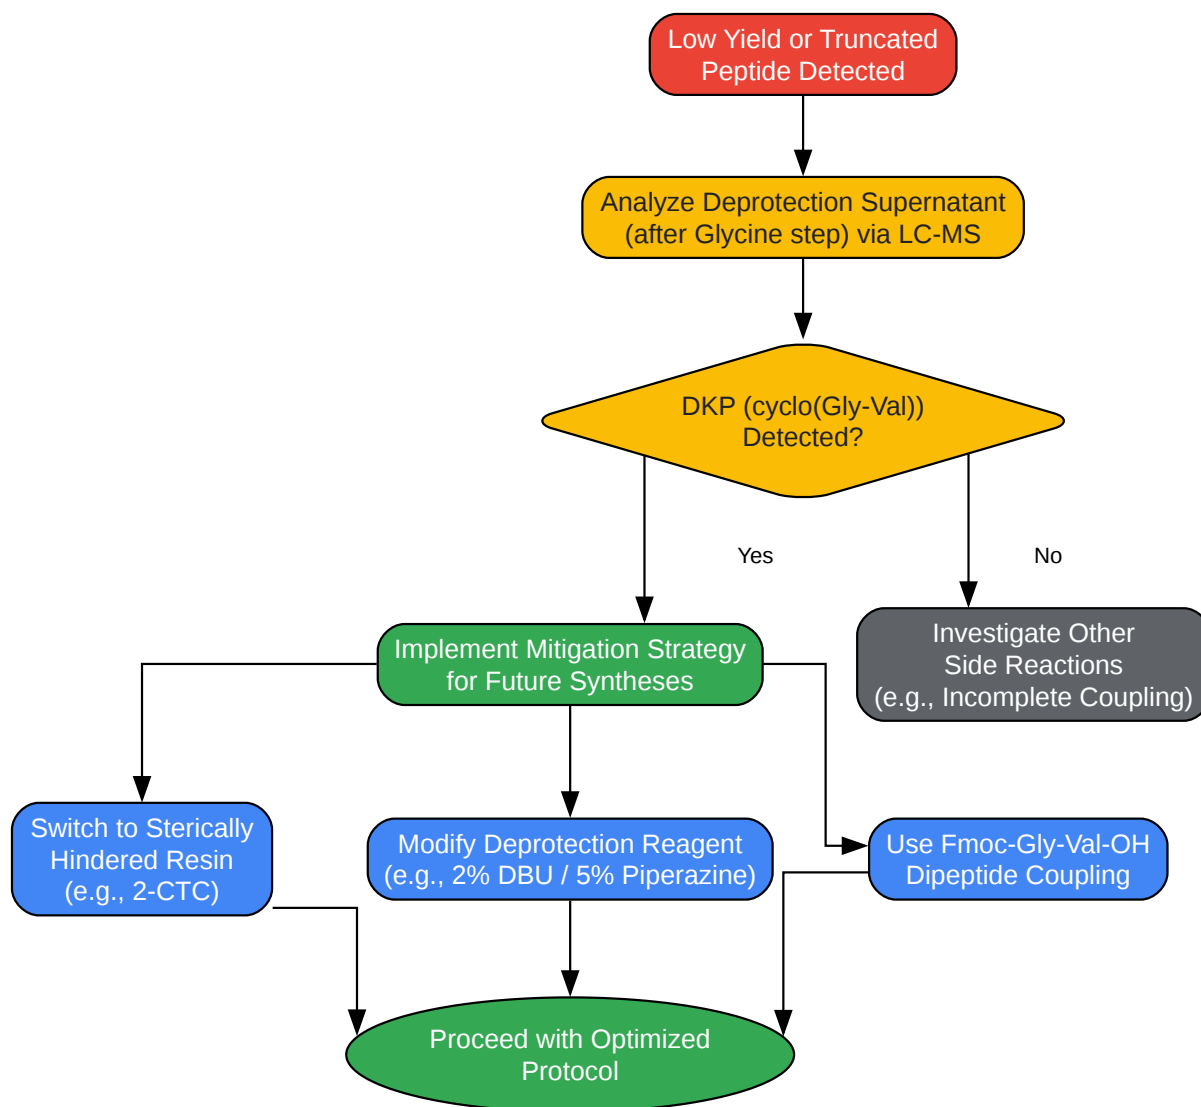 Low Yield or Truncated
Peptide Detected
Analyze Deprotection Supernatant
(after Glycine step) via LC-MS
DKP (cyclo(Gly-Val))
Detected?
Yes
No
Implement Mitigation Strategy
for Future Syntheses
Investigate Other
Side Reactions
(e.g., Incomplete Coupling)
Switch to Sterically
Hindered Resin
(e.g., 2-CTC)
Modify Deprotection Reagent
(e.g., 2% DBU / 5% Piperazine)
Use Fmoc-Gly-Val-OH
Dipeptide Coupling
Proceed with Optimized
Protocol